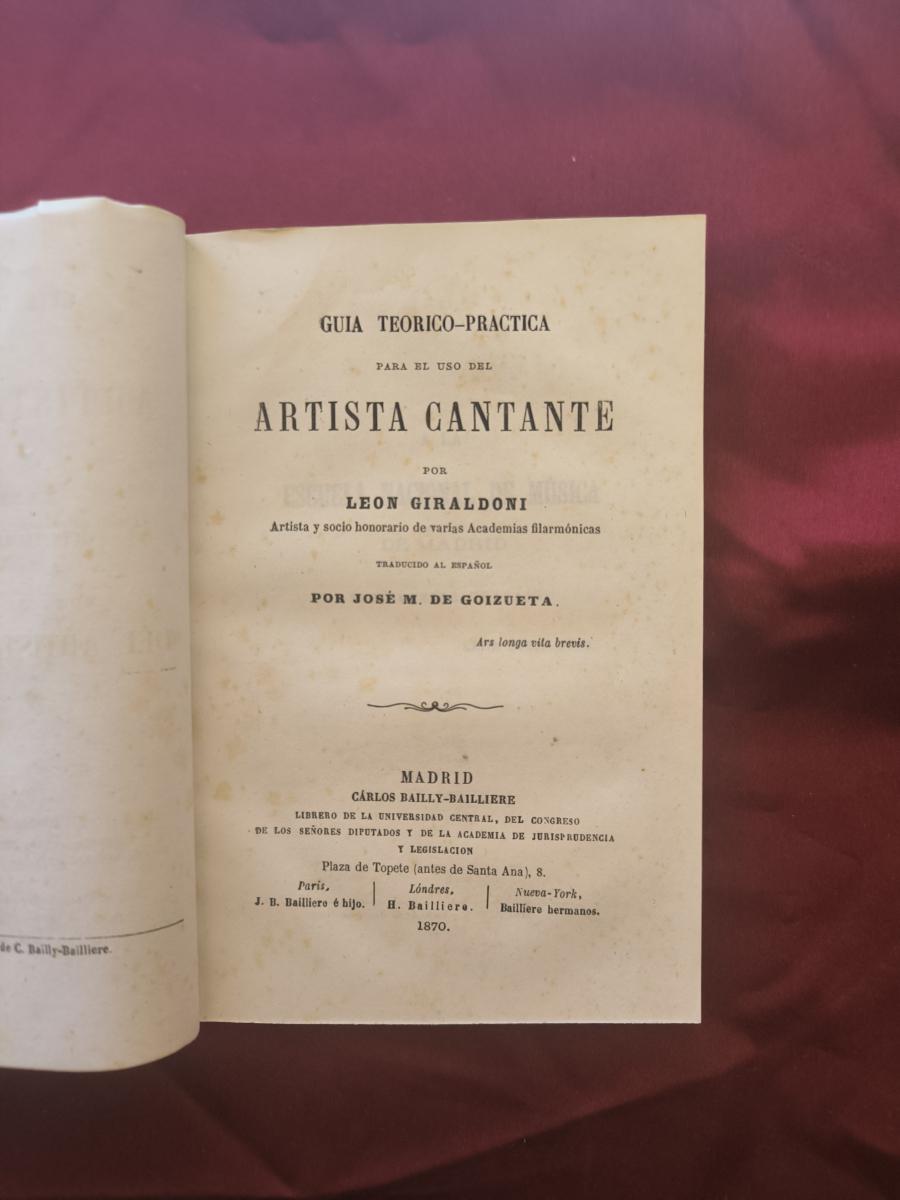 GUIA TEORICO-PRACTICA
PARA EL USO DEL
ARTISTA CANTANTE
POR
LEON GIRALDONI
Artista y socio honorario de varias Academias filarmónicas
TRADUCIDO AL ESPAÑOL
POR JOSÉ M. DE GOIZUETA.
Ars longa vita brevis.
MADRID
CÁRLOS BAILLY-BAILLIERE
LIBRERO DE LA UNIVERSIDAD CENTRAL, DEL CONGRESO
DE LOS SEÑORES DIPUTADOS Y DE LA ACADEMIA DE JURISPRUDENCIA
Y LEGISLACION
Plaza de Topete (antes de Santa Ana), 8.
Paris, Lóndres, Nueva-York,
J. B. Bailliere é hijo. H. Bailliere. Bailliere hermanos.
1870.
de C. Bailly-Bailliere.